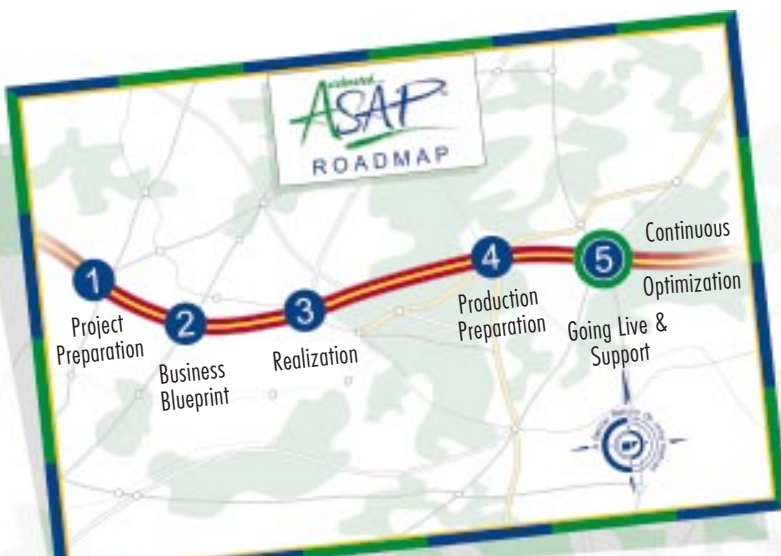 Accelerated
ASAP
ROADMAP
1
Project
Preparation
2
Business
Blueprint
3
Realization
4
Production
Preparation
5
Going Live &
Support
Continuous
Optimization